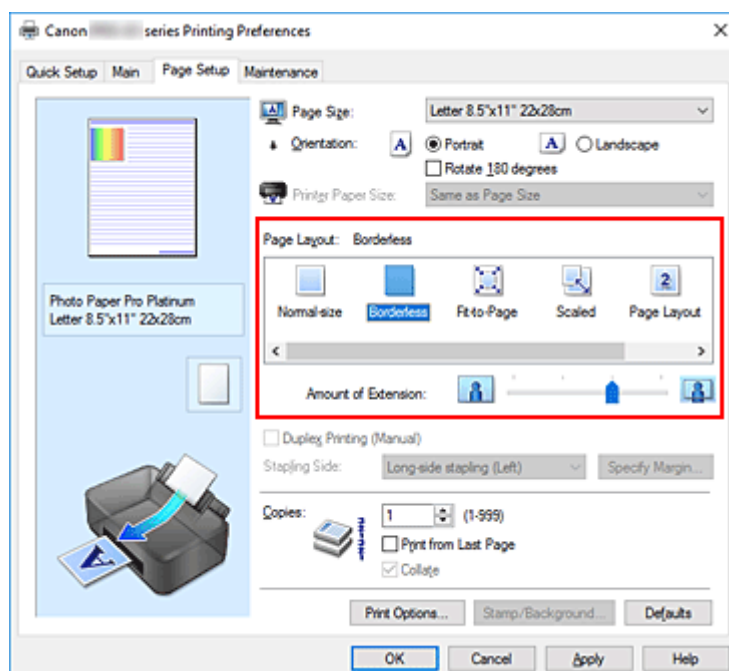 Canon series Printing Preferences
Quick Setup Main Page Setup Maintenance
Page Size: Letter 8.5"x11" 22x28cm
Orientation: A Portrait A Landscape
Rotate 180 degrees
Printer Paper Size: Same as Page Size
Page Layout: Borderless
2
Normal-size Borderless Fit-to-Page Scaled Page Layout
Photo Paper Pro Platinum
Letter 8.5"x11" 22x28cm
Amount of Extension:
Duplex Printing (Manual)
Stapling Side: Long-side stapling (Left) Specify Margin...
Copies: 1 (1-999)
Print from Last Page
Collate
A
Print Options... Stamp/Background... Defaults
OK Cancel Apply Help